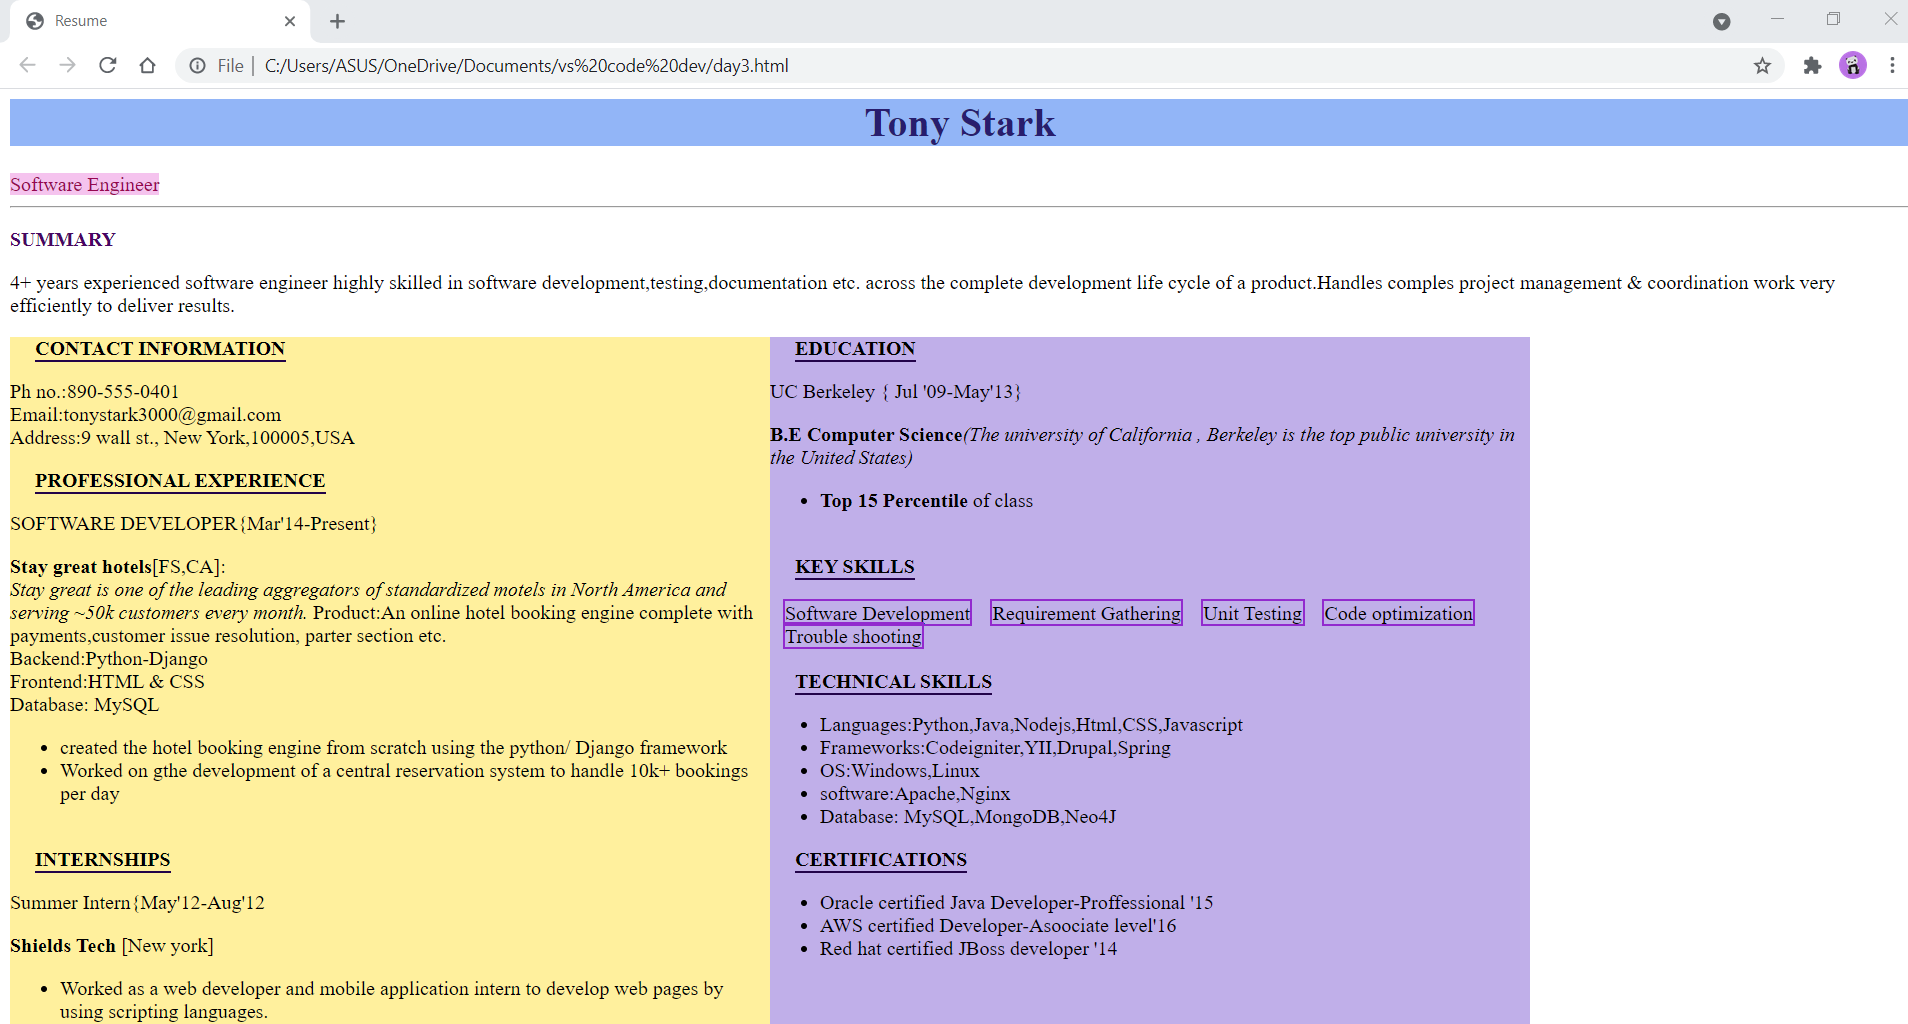 Resume
File
C:/Users/ASUS/OneDrive/Documents/vs%20code%20dev/day3.html
Tony Stark
Software Engineer
SUMMARY
4+ years experienced software engineer highly skilled in software development,testing,documentation etc. across the complete development life cycle of a product.Handles comples project management & coordination work very
efficiently to deliver results.
CONTACT INFORMATION
Ph no.:890-555-0401
Email:tonystark3000@gmail.com
Address:9 wall st., New York,100005,USA
PROFESSIONAL EXPERIENCE
SOFTWARE DEVELOPER{Mar'14-Present}
Stay great hotels[FS,CA]:
Stay great is one of the leading aggregators of standardized motels in North America and
serving ~50k customers every month. Product:An online hotel booking engine complete with
payments,customer issue resolution, parter section etc.
Backend:Python-Django
Frontend:HTML & CSS
Database: MySQL
• created the hotel booking engine from scratch using the python/ Django framework
• Worked on gthe development of a central reservation system to handle 10k+ bookings
per day
INTERNSHIPS
Summer Intern{May'12-Aug'12
Shields Tech [New york]
• Worked as a web developer and mobile application intern to develop web pages by
using scripting languages.
EDUCATION
UC Berkeley { Jul '09-May'13}
B.E Computer Science(The university of California , Berkeley is the top public university in
the United States)
• Top 15 Percentile of class
KEY SKILLS
Software Development Requirement Gathering Unit Testing Code optimization
Trouble shooting
TECHNICAL SKILLS
• Languages:Python,Java,Nodejs,Html,CSS,Javascript
• Frameworks:Codeigniter,YII,Drupal,Spring
• OS:Windows,Linux
• software:Apache,Nginx
• Database: MySQL,MongoDB,Neo4J
CERTIFICATIONS
• Oracle certified Java Developer-Proffessional '15
• AWS certified Developer-Asoociate level'16
• Red hat certified JBoss developer '14